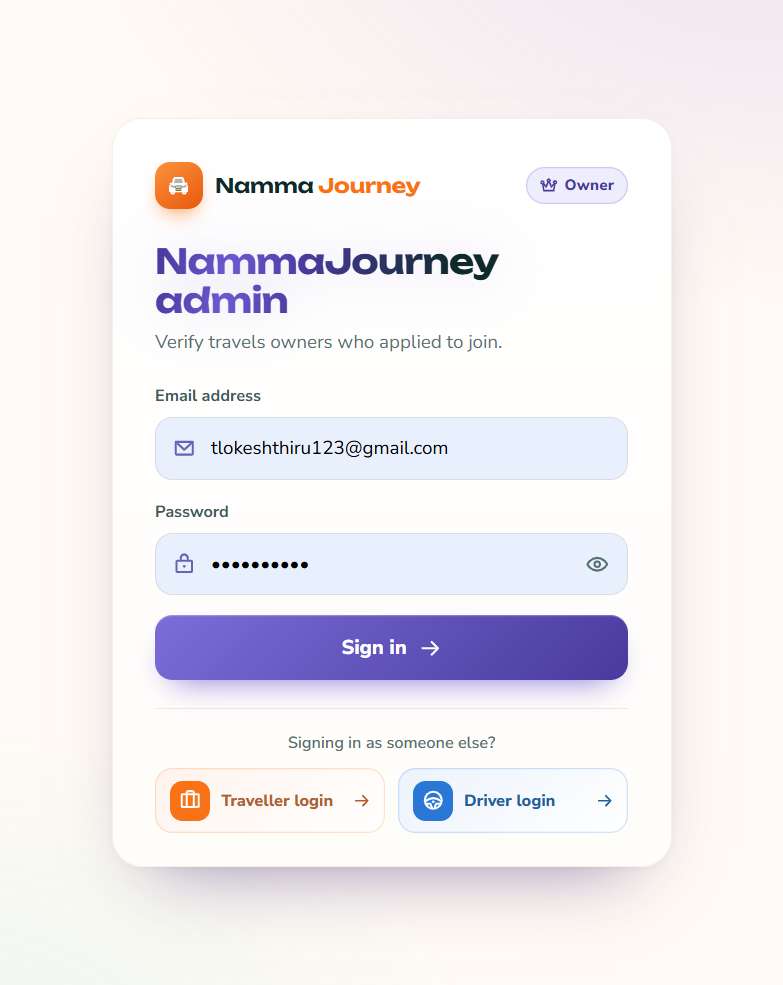 Namma Journey
Owner
NammaJourney
admin
Verify travels owners who applied to join.
Email address
tlokeshthiru123@gmail.com
Password
••••••••••
Sign in →
Signing in as someone else?
Traveller login →
Driver login →